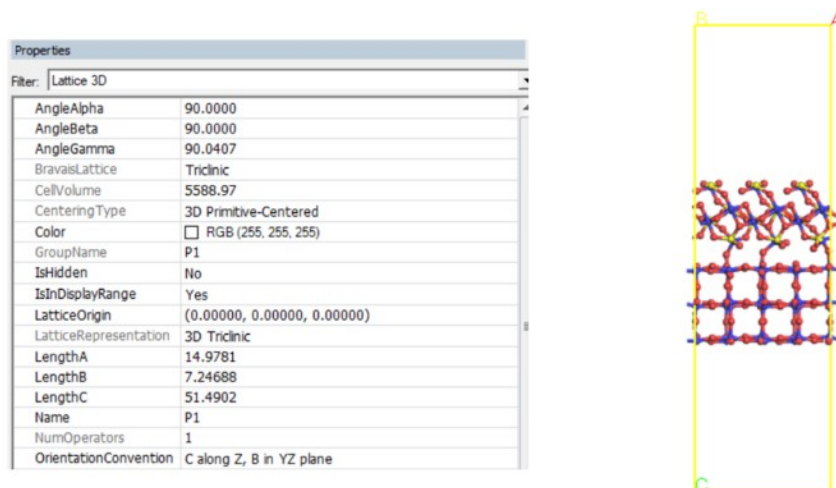 Properties
Filter: Lattice 3D
AngleAlpha 90.0000
AngleBeta 90.0000
AngleGamma 90.0407
BravaisLattice Triclinic
CellVolume 5588.97
CenteringType 3D Primitive-Centered
Color RGB (255, 255, 255)
GroupName P1
IsHidden No
IsInDisplayRange Yes
LatticeOrigin (0.00000, 0.00000, 0.00000)
LatticeRepresentation 3D Triclinic
LengthA 14.9781
LengthB 7.24688
LengthC 51.4902
Name P1
NumOperators 1
OrientationConvention C along Z, B in YZ plane
B A
C